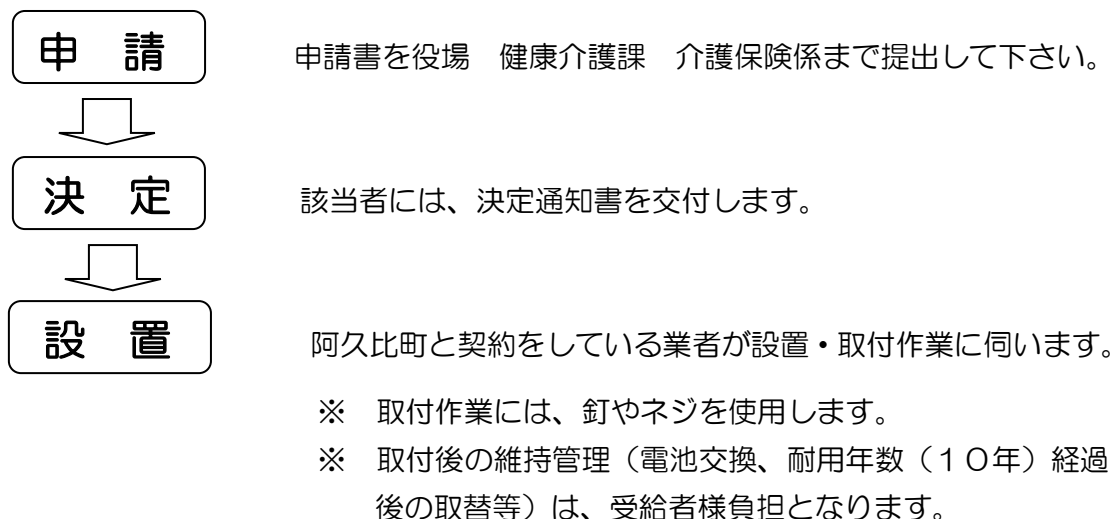 申　請
申請書を役場　健康介護課　介護保険係まで提出して下さい。
決　定
該当者には、決定通知書を交付します。
設　置
阿久比町と契約をしている業者が設置・取付作業に伺います。
※　取付作業には、釘やネジを使用します。
※　取付後の維持管理（電池交換、耐用年数（１０年）経過
後の取替等）は、受給者様負担となります。